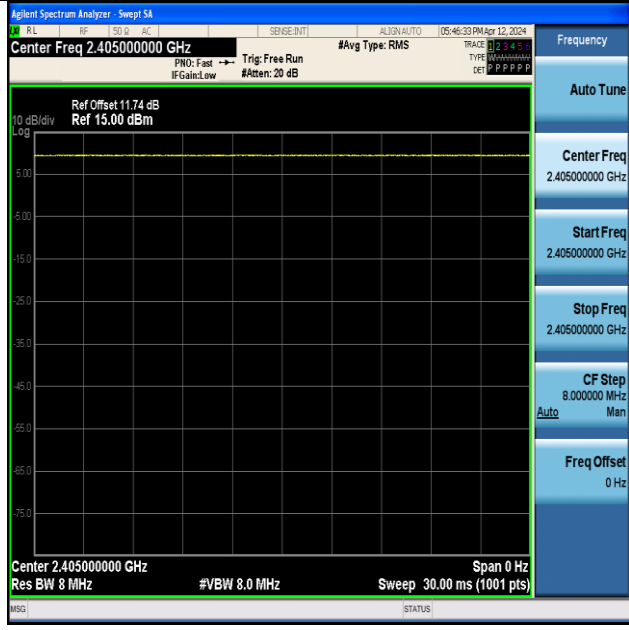 Agilent Spectrum Analyzer - Swept SA
RL RF 50 Ω AC SENSE:INT ALIGN AUTO 05:46:33 PM Apr 12, 2024
Center Freq 2.405000000 GHz #Avg Type: RMS TRACE 1 2 3 4 5 6
PNO: Fast Trig: Free Run TYPE
IFGain:Low #Atten: 20 dB DET P P P P P P
Ref Offset 11.74 dB
10 dB/div Ref 15.00 dBm
Log
5.00
-5.00
-15.0
-25.0
-35.0
-45.0
-55.0
-65.0
-75.0
Center 2.405000000 GHz Span 0 Hz
Res BW 8 MHz #VBW 8.0 MHz Sweep 30.00 ms (1001 pts)
MSG STATUS
Frequency
Auto Tune
Center Freq
2.405000000 GHz
Start Freq
2.405000000 GHz
Stop Freq
2.405000000 GHz
CF Step
8.000000 MHz
Auto Man
Freq Offset
0 Hz